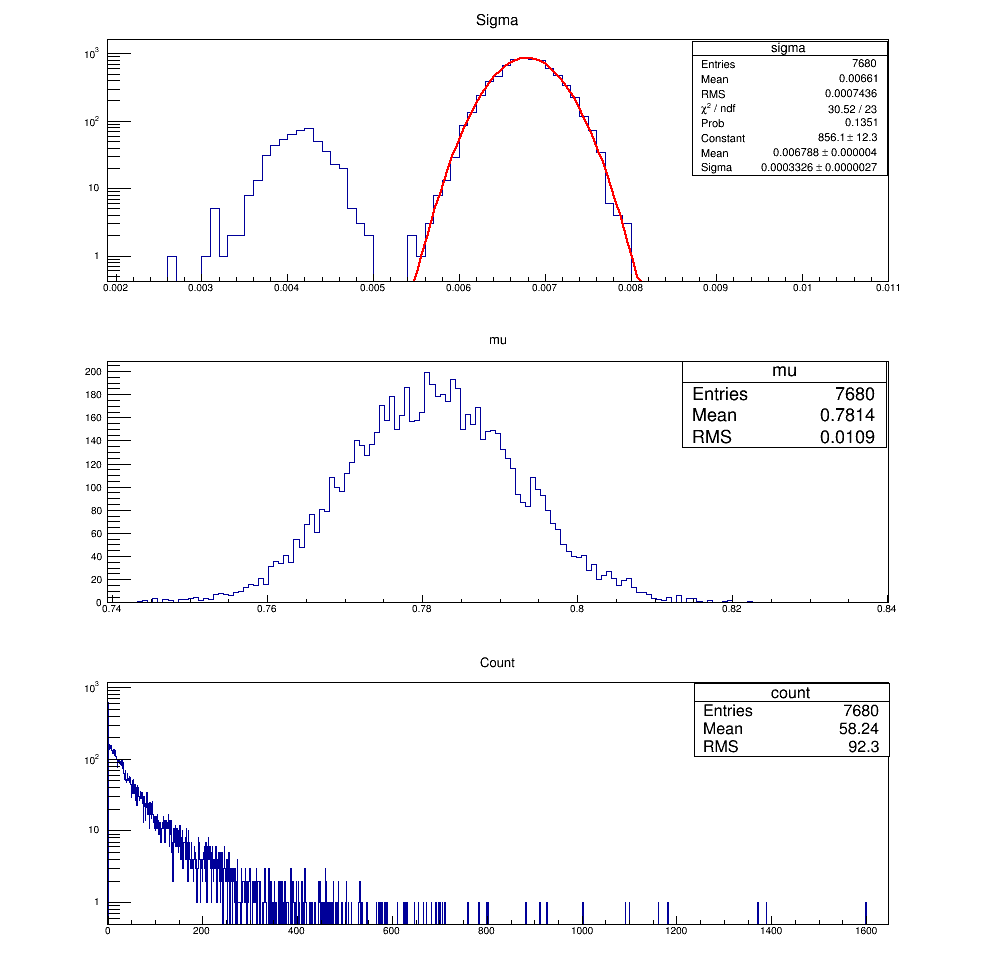 Sigma
sigma
Entries 7680
Mean 0.00661
RMS 0.0007436
χ² / ndf 30.52 / 23
Prob 0.1351
Constant 856.1 ± 12.3
Mean 0.006788 ± 0.000004
Sigma 0.0003326 ± 0.0000027
10³
10²
10
1
0.002 0.003 0.004 0.005 0.006 0.007 0.008 0.009 0.01 0.011
mu
mu
Entries 7680
Mean 0.7814
RMS 0.0109
200
180
160
140
120
100
80
60
40
20
0
0.74 0.76 0.78 0.8 0.82 0.84
Count
count
Entries 7680
Mean 58.24
RMS 92.3
10³
10²
10
1
0 200 400 600 800 1000 1200 1400 1600